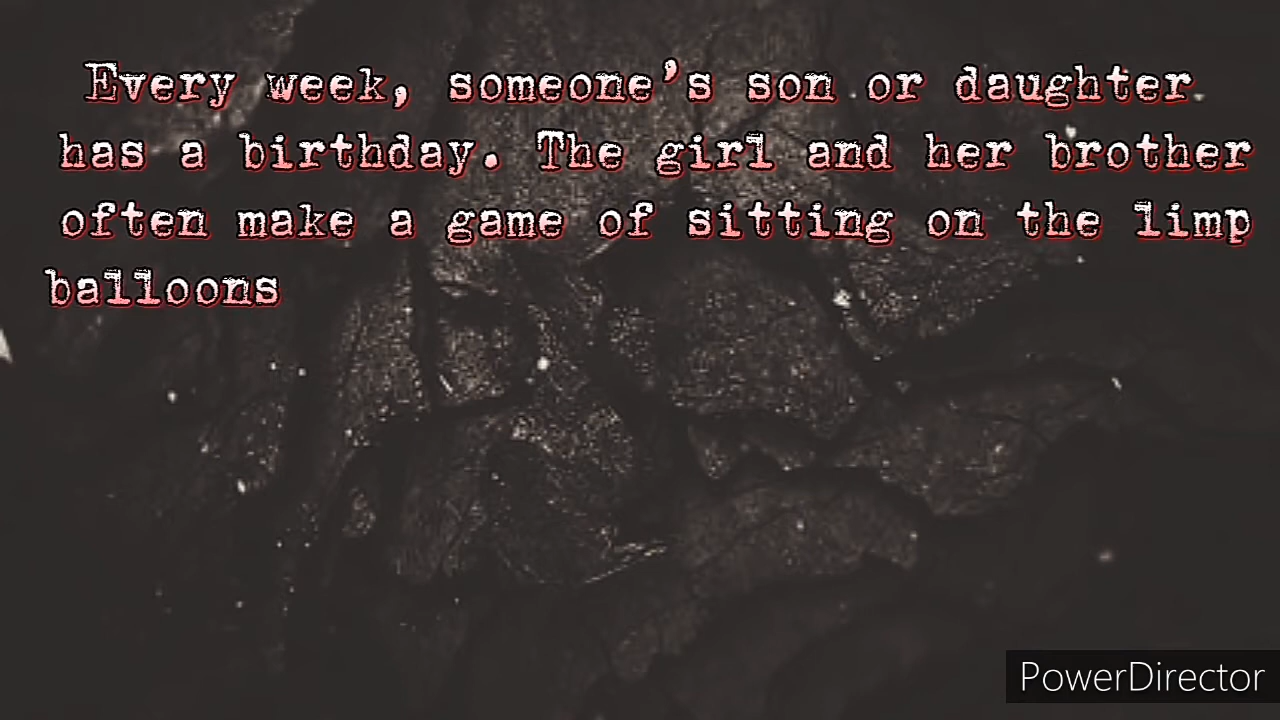 Every week, someone's son or daughter
has a birthday. The girl and her brother
often make a game of sitting on the limp
balloons
PowerDirector